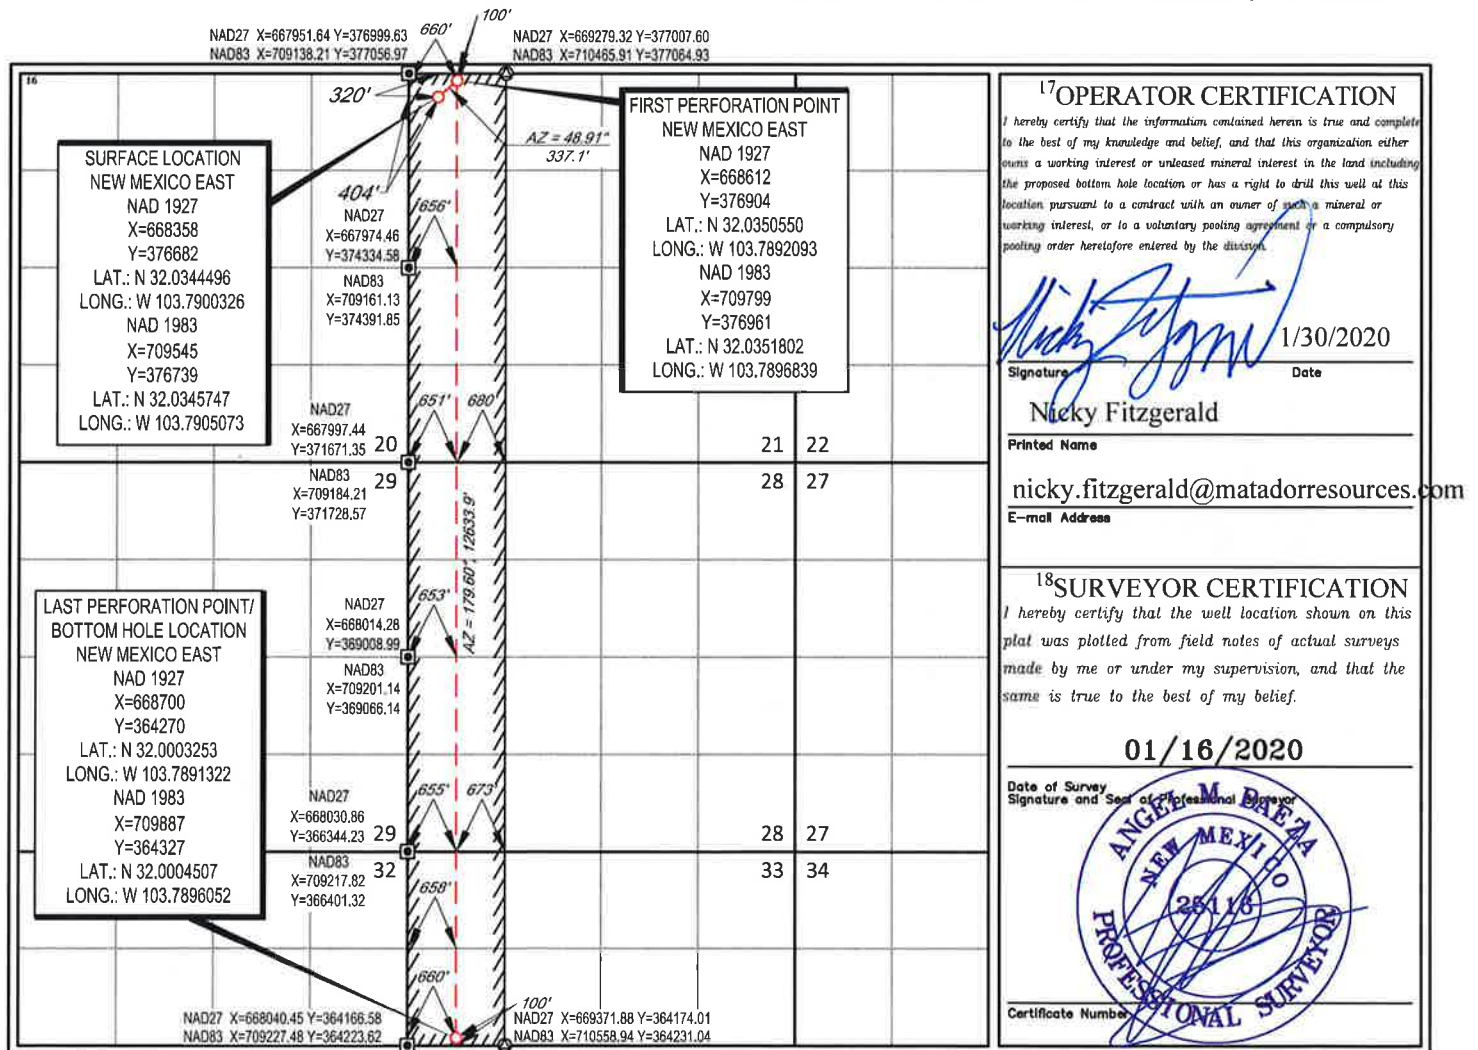 100'
NAD27 X=667951.64 Y=376999.63
NAD83 X=709138.21 Y=377056.97
660'
NAD27 X=669279.32 Y=377007.60
NAD83 X=710465.91 Y=377064.93
16
320'
AZ = 48.91°
337.1'
404'
SURFACE LOCATION
NEW MEXICO EAST
NAD 1927
X=668358
Y=376682
LAT.: N 32.0344496
LONG.: W 103.7900326
NAD 1983
X=709545
Y=376739
LAT.: N 32.0345747
LONG.: W 103.7905073
FIRST PERFORATION POINT
NEW MEXICO EAST
NAD 1927
X=668612
Y=376904
LAT.: N 32.0350550
LONG.: W 103.7892093
NAD 1983
X=709799
Y=376961
LAT.: N 32.0351802
LONG.: W 103.7896839
656'
NAD27
X=667974.46
Y=374334.58
NAD83
X=709161.13
Y=374391.85
651' 680'
NAD27
X=667997.44
Y=371671.35
20
21 22
NAD83
X=709184.21
Y=371728.57
29
28 27
AZ = 179.60°, 12633.9'
653'
NAD27
X=668014.28
Y=369008.99
NAD83
X=709201.14
Y=369066.14
LAST PERFORATION POINT/
BOTTOM HOLE LOCATION
NEW MEXICO EAST
NAD 1927
X=668700
Y=364270
LAT.: N 32.0003253
LONG.: W 103.7891322
NAD 1983
X=709887
Y=364327
LAT.: N 32.0004507
LONG.: W 103.7896052
655' 673'
NAD27
X=668030.86
Y=366344.23
29
28 27
NAD83
X=709217.82
Y=366401.32
32
33 34
658'
660'
100'
NAD27 X=668040.45 Y=364166.58
NAD83 X=709227.48 Y=364223.62
NAD27 X=669371.88 Y=364174.01
NAD83 X=710558.94 Y=364231.04
17OPERATOR CERTIFICATION
I hereby certify that the information contained herein is true and complete
to the best of my knowledge and belief, and that this organization either
owns a working interest or unleased mineral interest in the land including
the proposed bottom hole location or has a right to drill this well at this
location pursuant to a contract with an owner of such a mineral or
working interest, or to a voluntary pooling agreement or a compulsory
pooling order heretofore entered by the division.
1/30/2020
Signature Date
Nicky Fitzgerald
Printed Name
nicky.fitzgerald@matadorresources.com
E-mail Address
18SURVEYOR CERTIFICATION
I hereby certify that the well location shown on this
plat was plotted from field notes of actual surveys
made by me or under my supervision, and that the
same is true to the best of my belief.
01/16/2020
Date of Survey
Signature and Seal of Professional Surveyor
ANGEL M. BAEZA
NEW MEXICO
25116
PROFESSIONAL SURVEYOR
Certificate Number